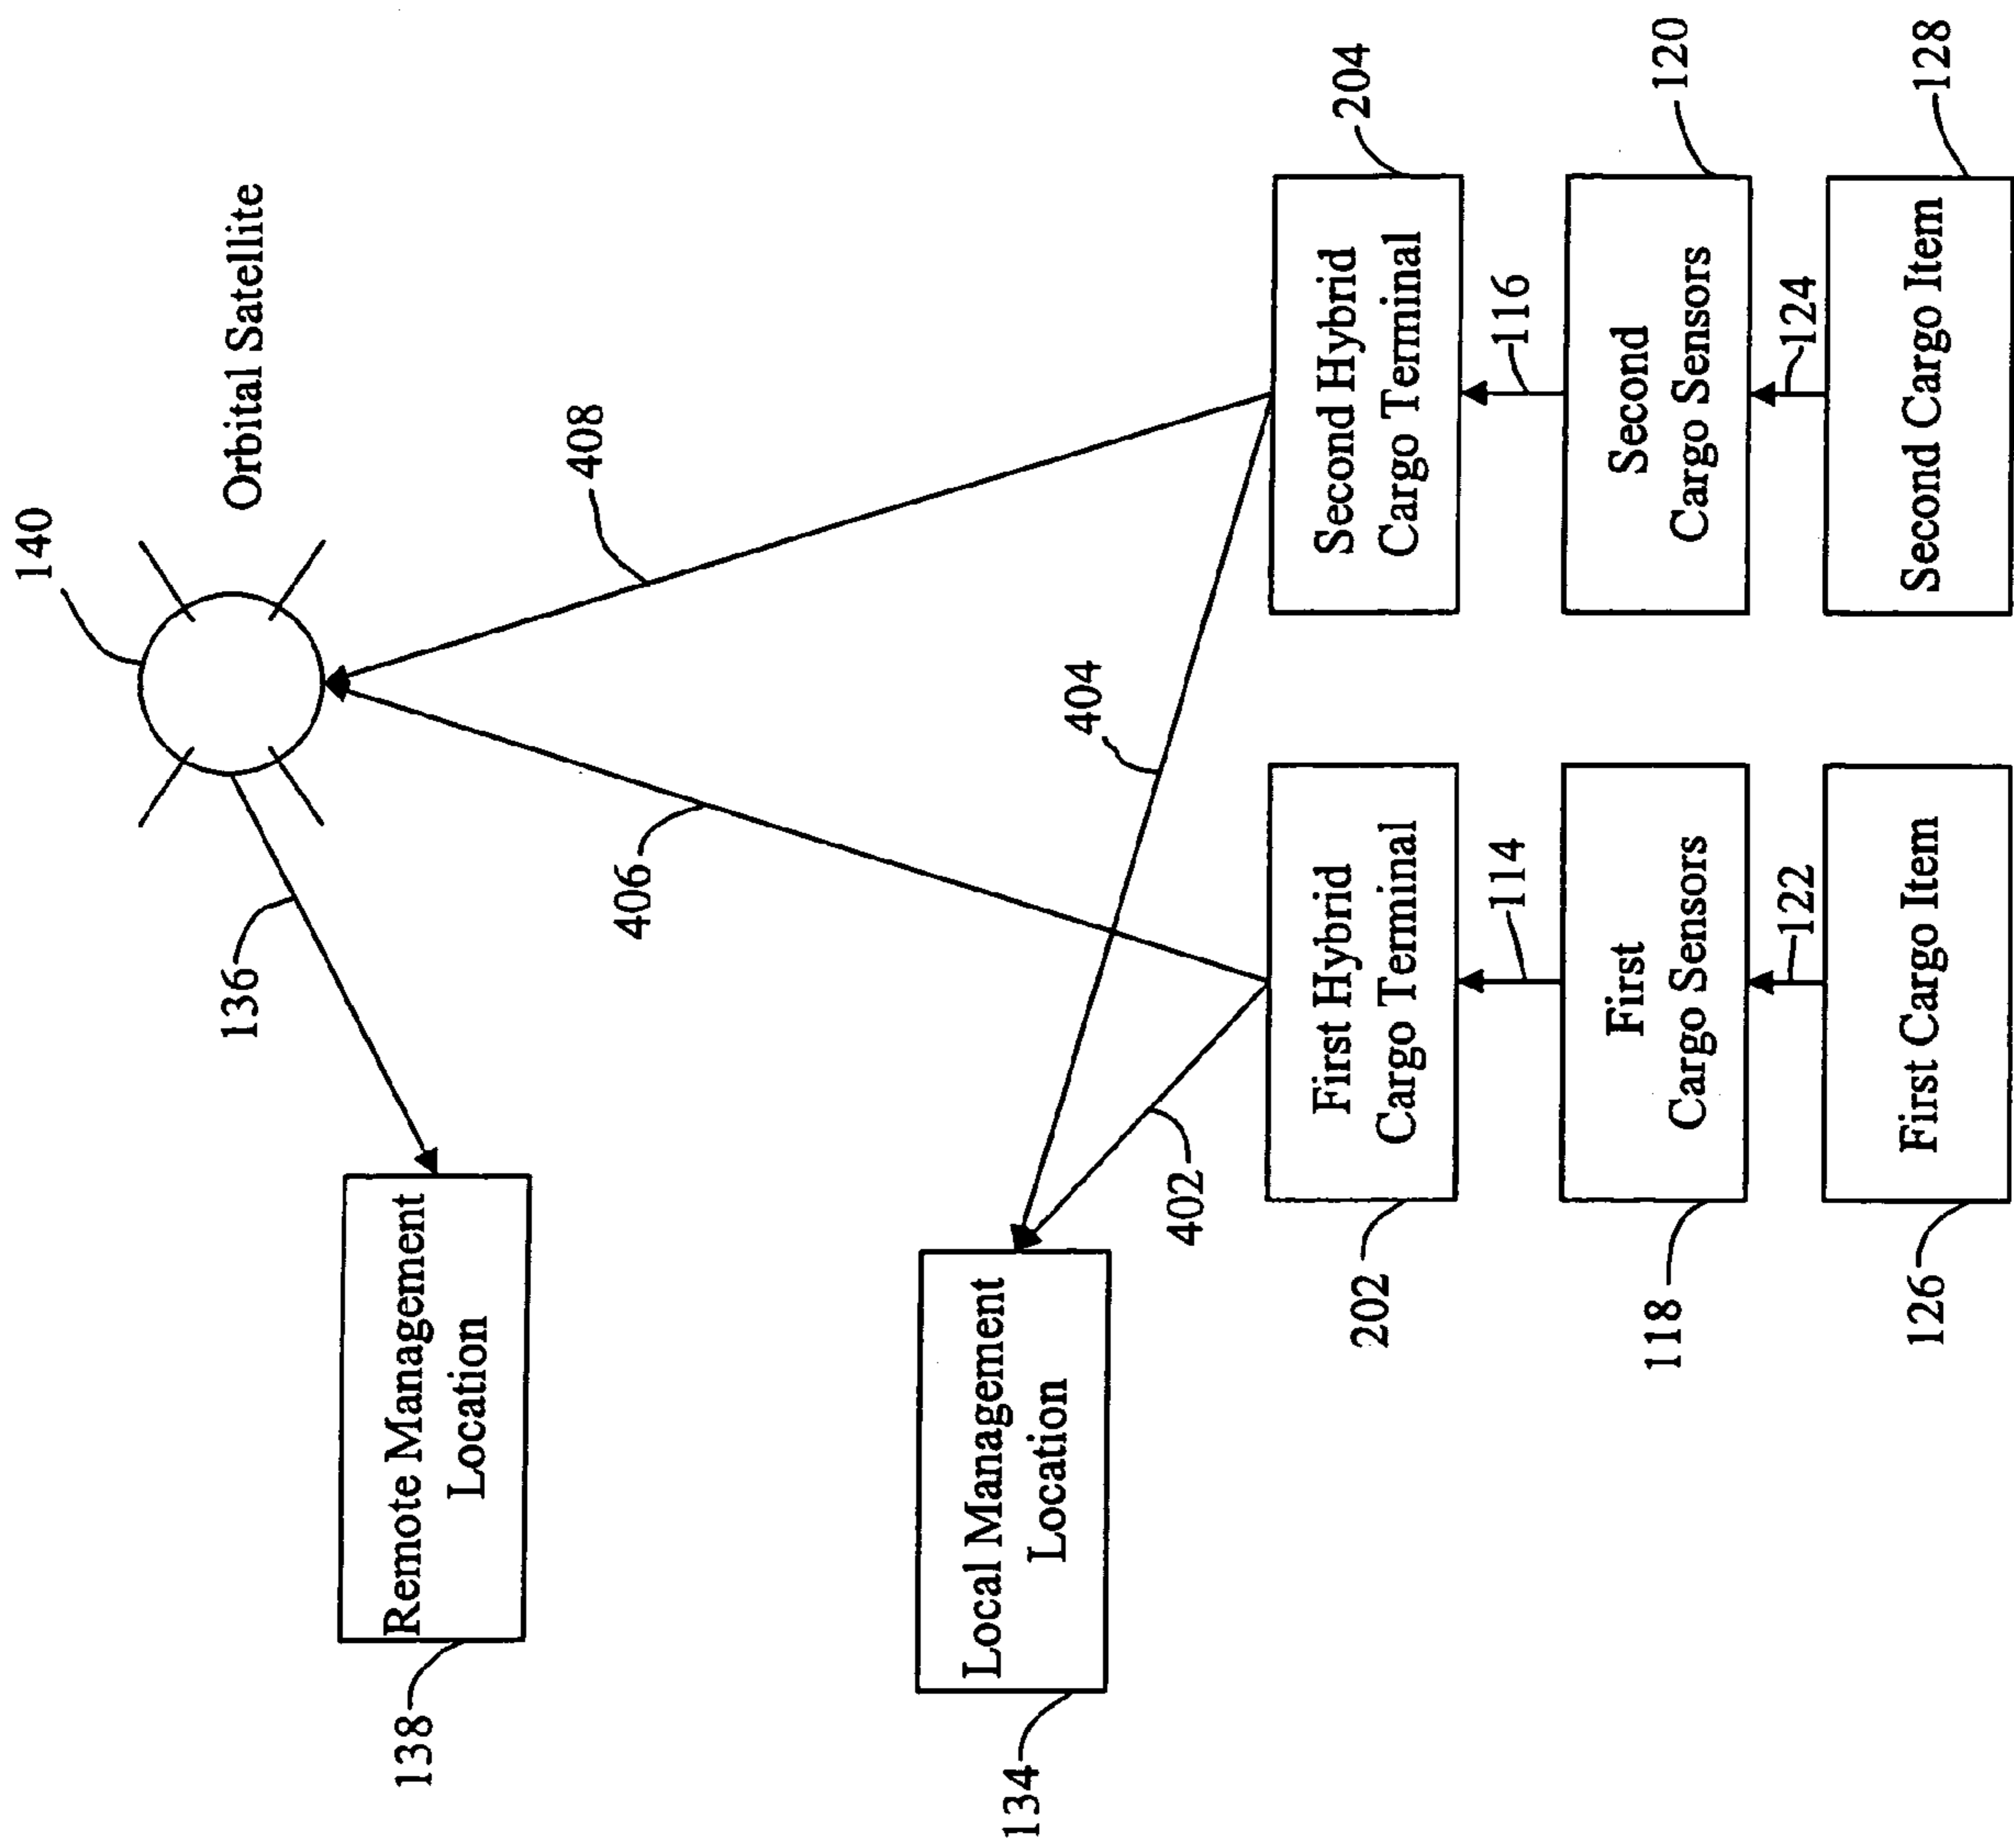 140
Orbital Satellite
136
408
Remote Management
Location
138
406
404
Local Management
Location
134
402
First Hybrid
Cargo Terminal
202
Second Hybrid
Cargo Terminal
204
114
116
First
Cargo Sensors
118
Second
Cargo Sensors
120
122
124
First Cargo Item
126
Second Cargo Item
128